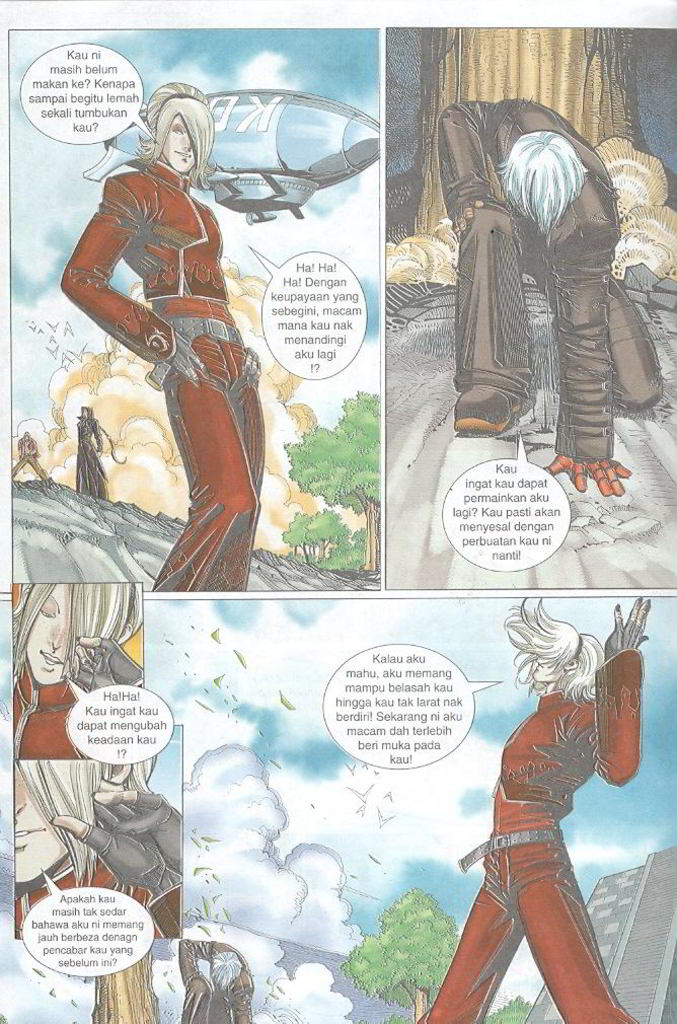 Kau ni
masih belum
makan ke? Kenapa
sampai begitu lemah
sekali tumbukan
kau?
KO
Ha! Ha!
Ha! Dengan
keupayaan yang
sebegini, macam
mana kau nak
menandingi
aku lagi
!?
Kau
ingat kau dapat
permainkan aku
lagi? Kau pasti akan
menyesal dengan
perbuatan kau ni
nanti!
Ha!Ha!
Kau ingat kau
dapat mengubah
keadaan kau
!?
Kalau aku
mahu, aku memang
mampu belasah kau
hingga kau tak larat nak
berdiri! Sekarang ni aku
macam dah terlebih
beri muka pada
kau!
Apakah kau
masih tak sedar
bahawa aku ni memang
jauh berbeza denagn
pencabar kau yang
sebelum ini?